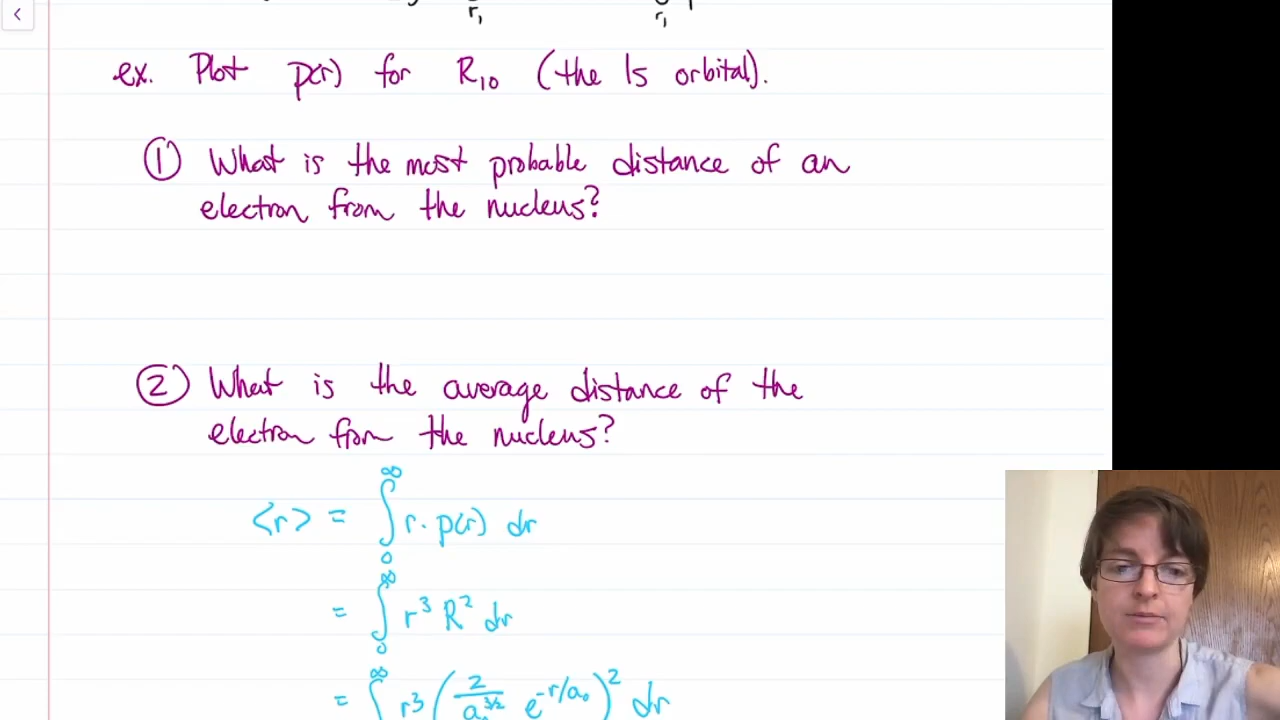 r₁ r₁
ex. Plot p(r) for R₁₀ (the 1s orbital).
① What is the most probable distance of an
electron from the nucleus?
② What is the average distance of the
electron from the nucleus?
⟨r⟩ = ∫₀^∞ r · p(r) dr
= ∫₀^∞ r³ R² dr
= ∫^∞ r³ (2/a₀^(3/2) e^(-r/a₀))² dr